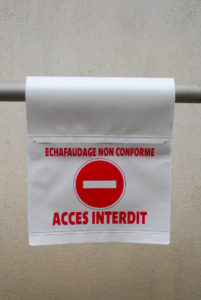 ECHAFAUDAGE NON CONFORME
ACCES INTERDIT